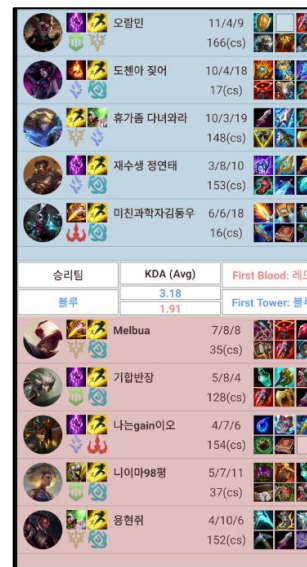 오람민 11/4/9
166(cs)
도첸아 짖어 10/4/18
17(cs)
휴가좀 다녀와라 10/3/19
148(cs)
재수생 정연태 3/8/10
153(cs)
미친과학자김동우 6/6/18
16(cs)
승리팀 KDA (Avg) First Blood: 레드
블루 3.18 First Tower: 블루
1.91
Melbua 7/8/8
35(cs)
기합반장 5/8/4
128(cs)
나는gain이오 4/7/6
154(cs)
니이마98평 5/7/11
37(cs)
용현쥐 4/10/6
152(cs)